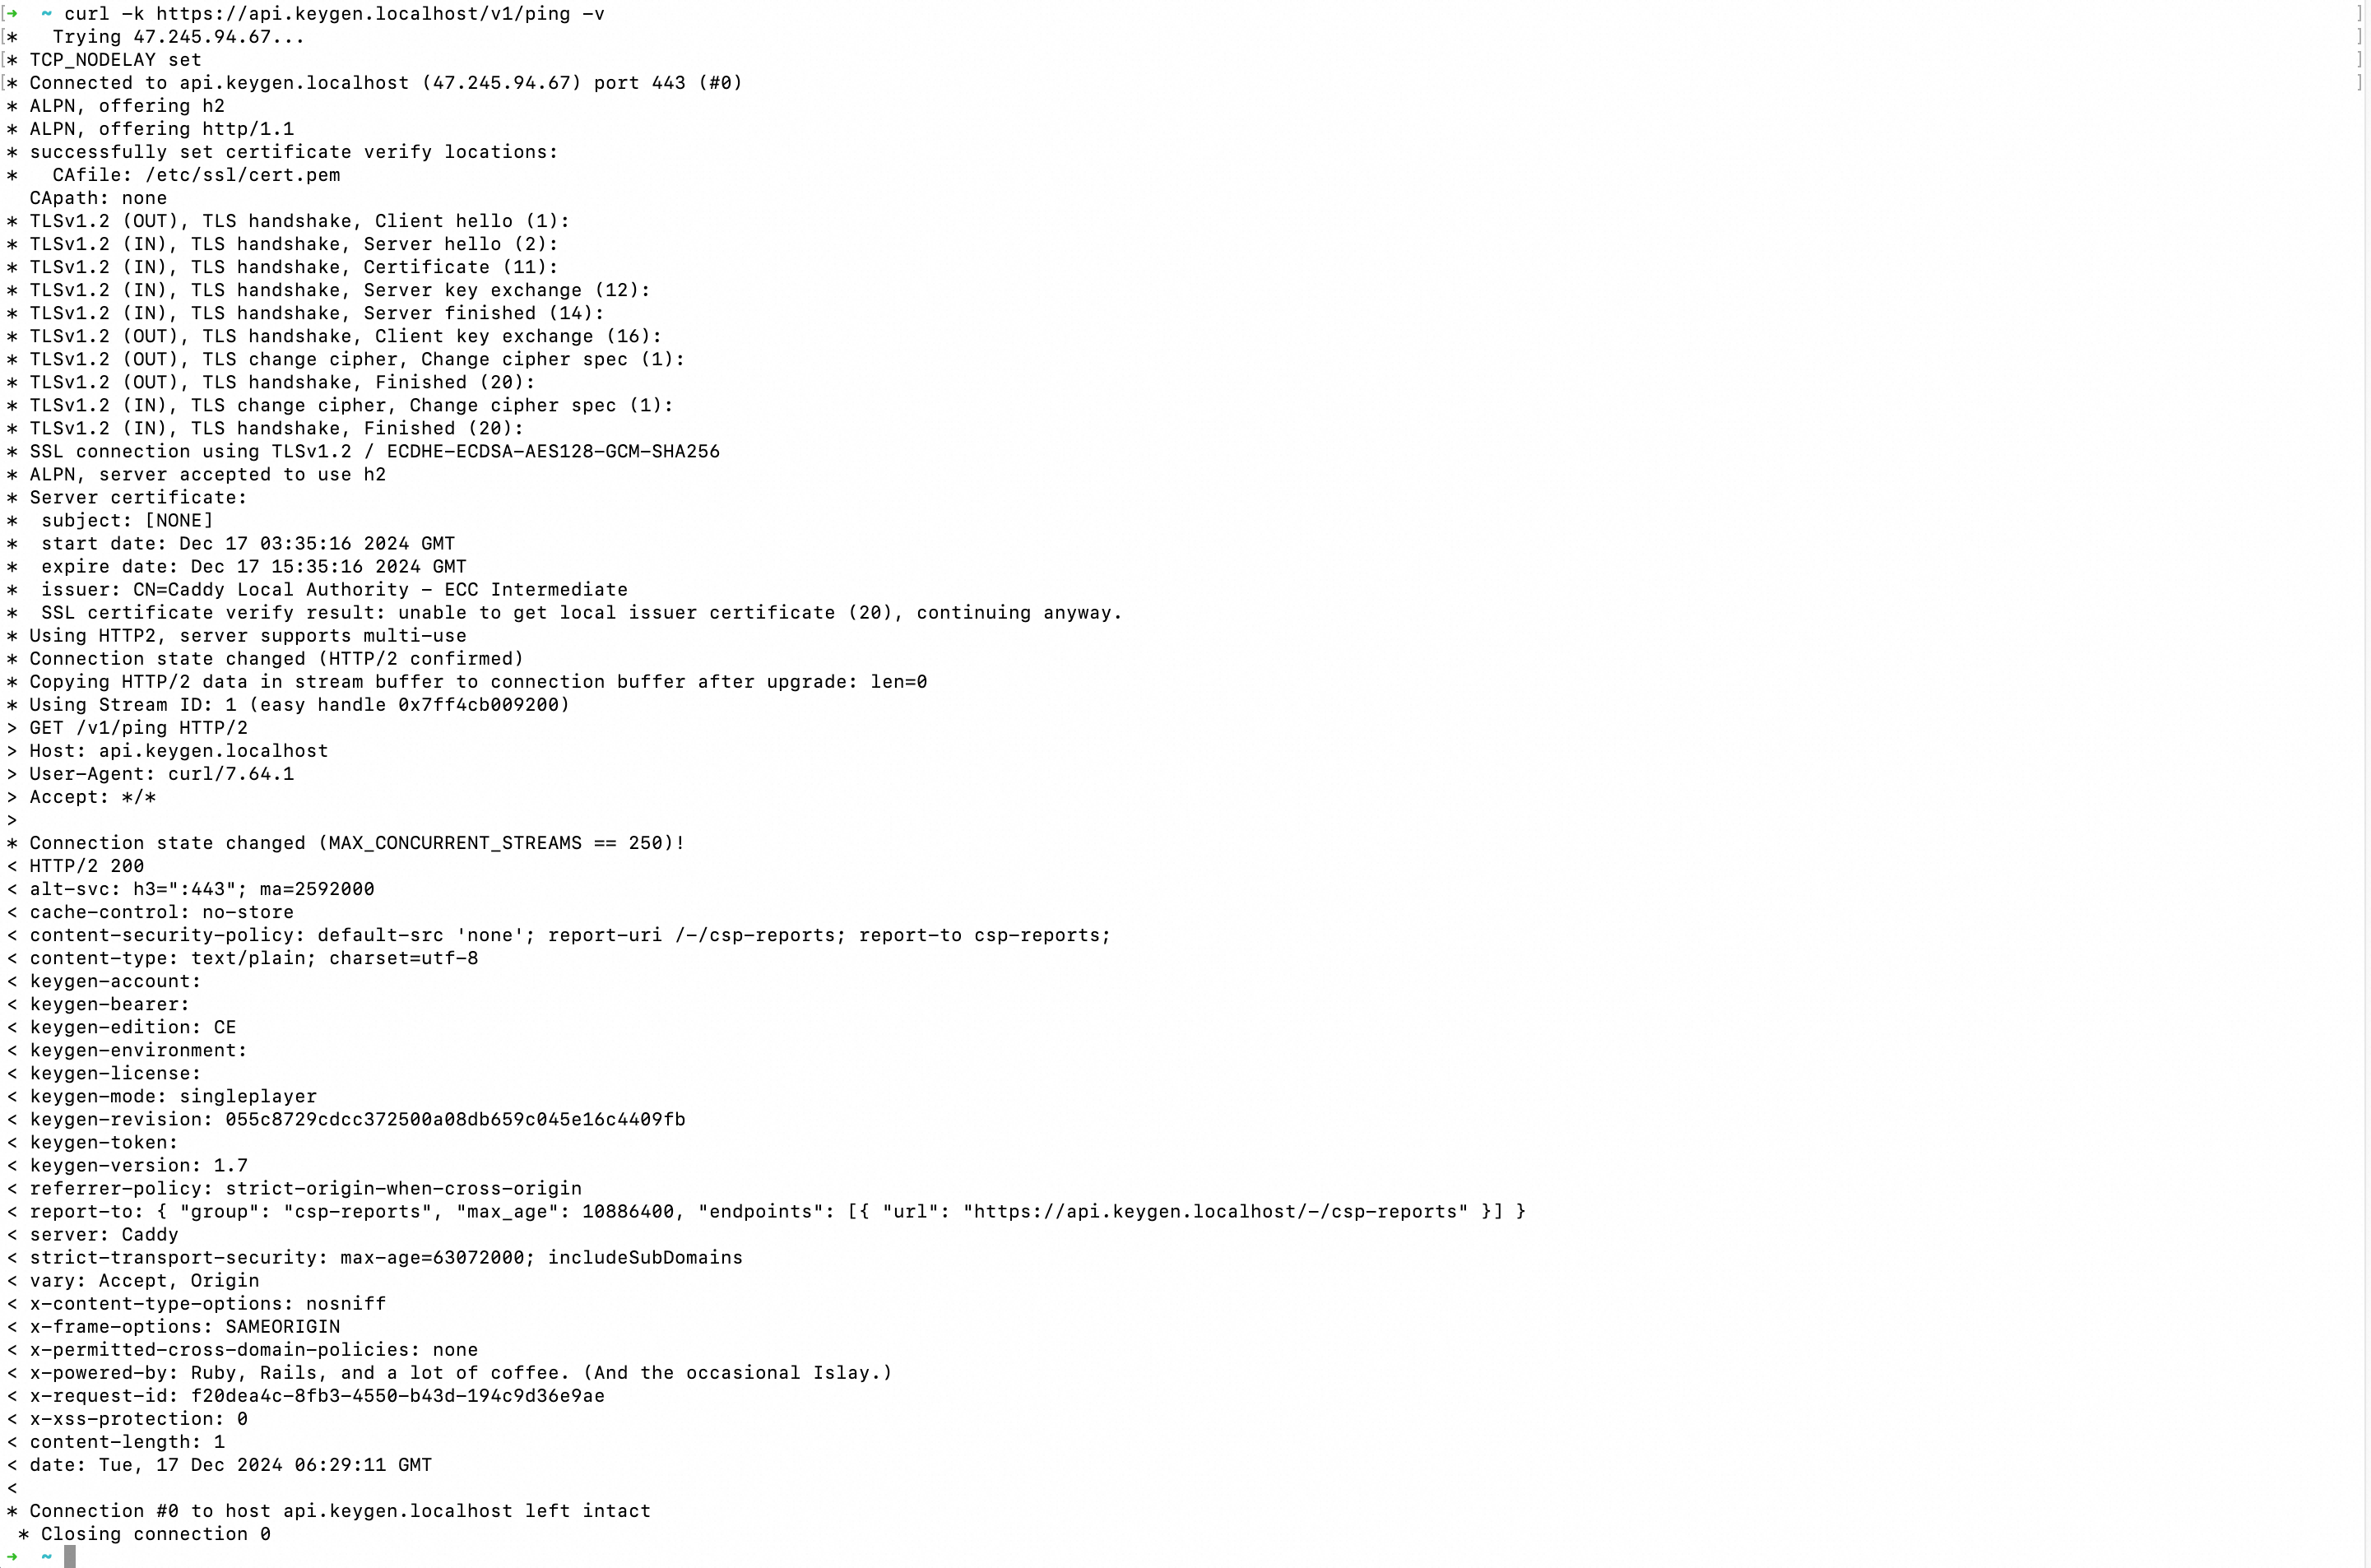 [➜  ~ curl -k https://api.keygen.localhost/v1/ping -v ]
[*   Trying 47.245.94.67... ]
[* TCP_NODELAY set ]
[* Connected to api.keygen.localhost (47.245.94.67) port 443 (#0) ]
* ALPN, offering h2
* ALPN, offering http/1.1
* successfully set certificate verify locations:
*   CAfile: /etc/ssl/cert.pem
  CApath: none
* TLSv1.2 (OUT), TLS handshake, Client hello (1):
* TLSv1.2 (IN), TLS handshake, Server hello (2):
* TLSv1.2 (IN), TLS handshake, Certificate (11):
* TLSv1.2 (IN), TLS handshake, Server key exchange (12):
* TLSv1.2 (IN), TLS handshake, Server finished (14):
* TLSv1.2 (OUT), TLS handshake, Client key exchange (16):
* TLSv1.2 (OUT), TLS change cipher, Change cipher spec (1):
* TLSv1.2 (OUT), TLS handshake, Finished (20):
* TLSv1.2 (IN), TLS change cipher, Change cipher spec (1):
* TLSv1.2 (IN), TLS handshake, Finished (20):
* SSL connection using TLSv1.2 / ECDHE-ECDSA-AES128-GCM-SHA256
* ALPN, server accepted to use h2
* Server certificate:
*  subject: [NONE]
*  start date: Dec 17 03:35:16 2024 GMT
*  expire date: Dec 17 15:35:16 2024 GMT
*  issuer: CN=Caddy Local Authority - ECC Intermediate
*  SSL certificate verify result: unable to get local issuer certificate (20), continuing anyway.
* Using HTTP2, server supports multi-use
* Connection state changed (HTTP/2 confirmed)
* Copying HTTP/2 data in stream buffer to connection buffer after upgrade: len=0
* Using Stream ID: 1 (easy handle 0x7ff4cb009200)
> GET /v1/ping HTTP/2
> Host: api.keygen.localhost
> User-Agent: curl/7.64.1
> Accept: */*
>
* Connection state changed (MAX_CONCURRENT_STREAMS == 250)!
< HTTP/2 200
< alt-svc: h3=":443"; ma=2592000
< cache-control: no-store
< content-security-policy: default-src 'none'; report-uri /-/csp-reports; report-to csp-reports;
< content-type: text/plain; charset=utf-8
< keygen-account:
< keygen-bearer:
< keygen-edition: CE
< keygen-environment:
< keygen-license:
< keygen-mode: singleplayer
< keygen-revision: 055c8729cdcc372500a08db659c045e16c4409fb
< keygen-token:
< keygen-version: 1.7
< referrer-policy: strict-origin-when-cross-origin
< report-to: { "group": "csp-reports", "max_age": 10886400, "endpoints": [{ "url": "https://api.keygen.localhost/-/csp-reports" }] }
< server: Caddy
< strict-transport-security: max-age=63072000; includeSubDomains
< vary: Accept, Origin
< x-content-type-options: nosniff
< x-frame-options: SAMEORIGIN
< x-permitted-cross-domain-policies: none
< x-powered-by: Ruby, Rails, and a lot of coffee. (And the occasional Islay.)
< x-request-id: f20dea4c-8fb3-4550-b43d-194c9d36e9ae
< x-xss-protection: 0
< content-length: 1
< date: Tue, 17 Dec 2024 06:29:11 GMT
<
* Connection #0 to host api.keygen.localhost left intact
 * Closing connection 0
➜  ~